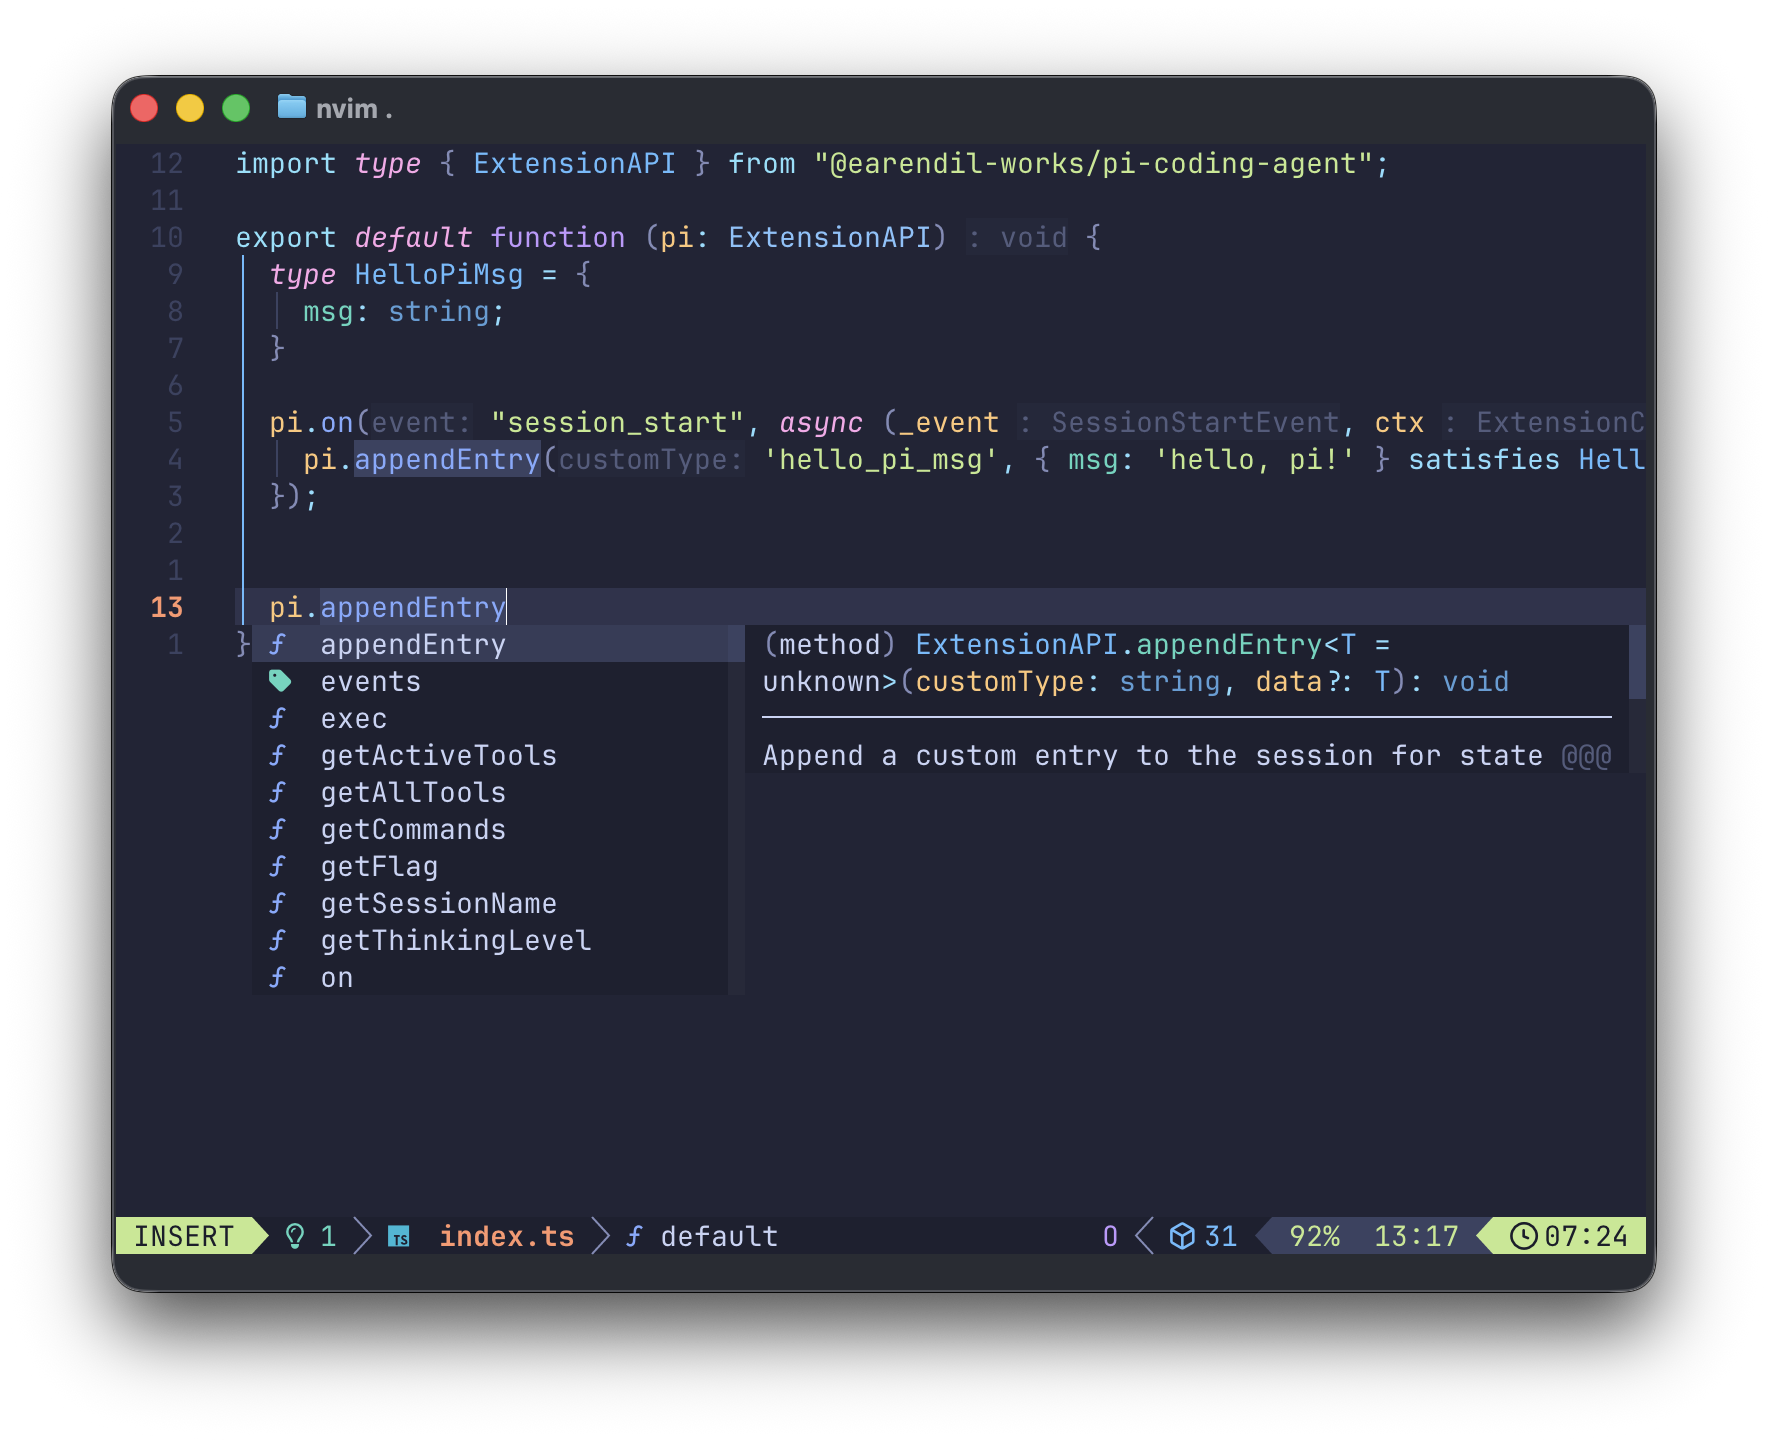 nvim .
12 import type { ExtensionAPI } from "@earendil-works/pi-coding-agent";
11
10 export default function (pi: ExtensionAPI) : void {
9 type HelloPiMsg = {
8 msg: string;
7 }
6
5 pi.on(event: "session_start", async (_event : SessionStartEvent, ctx : ExtensionC
4 pi.appendEntry(customType: 'hello_pi_msg', { msg: 'hello, pi!' } satisfies Hell
3 });
2
1
13 pi.appendEntry
1 }
f appendEntry
events
f exec
f getActiveTools
f getAllTools
f getCommands
f getFlag
f getSessionName
f getThinkingLevel
f on
(method) ExtensionAPI.appendEntry<T =
unknown>(customType: string, data?: T): void
Append a custom entry to the session for state @@@
INSERT 1 TS index.ts f default 0 31 92% 13:17 07:24